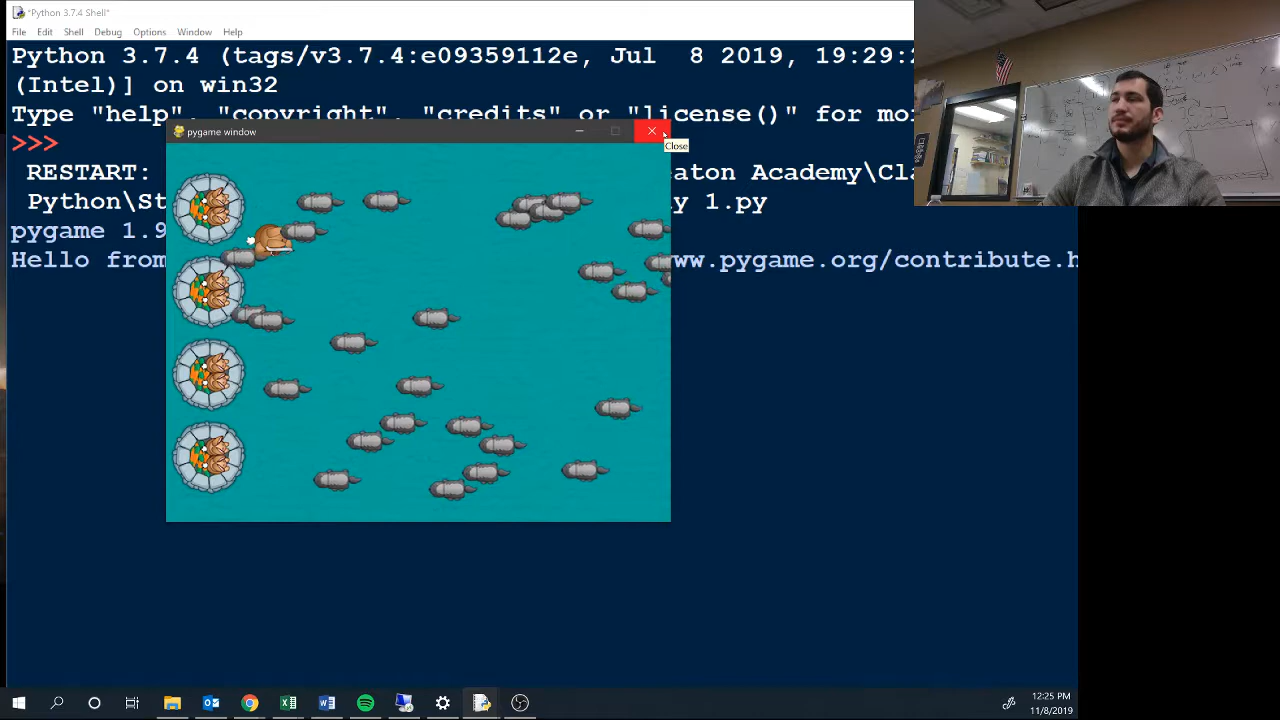 *Python 3.7.4 Shell*
File Edit Shell Debug Options Window Help
Python 3.7.4 (tags/v3.7.4:e09359112e, Jul 8 2019, 19:29:2
(Intel)] on win32
Type "help", "copyright", "credits" or "license()" for mo
>>>
pygame window
Close
RESTART: eaton Academy\Cla
Python\St y 1.py
pygame 1.9
Hello from ww.pygame.org/contribute.h
12:25 PM
11/8/2019